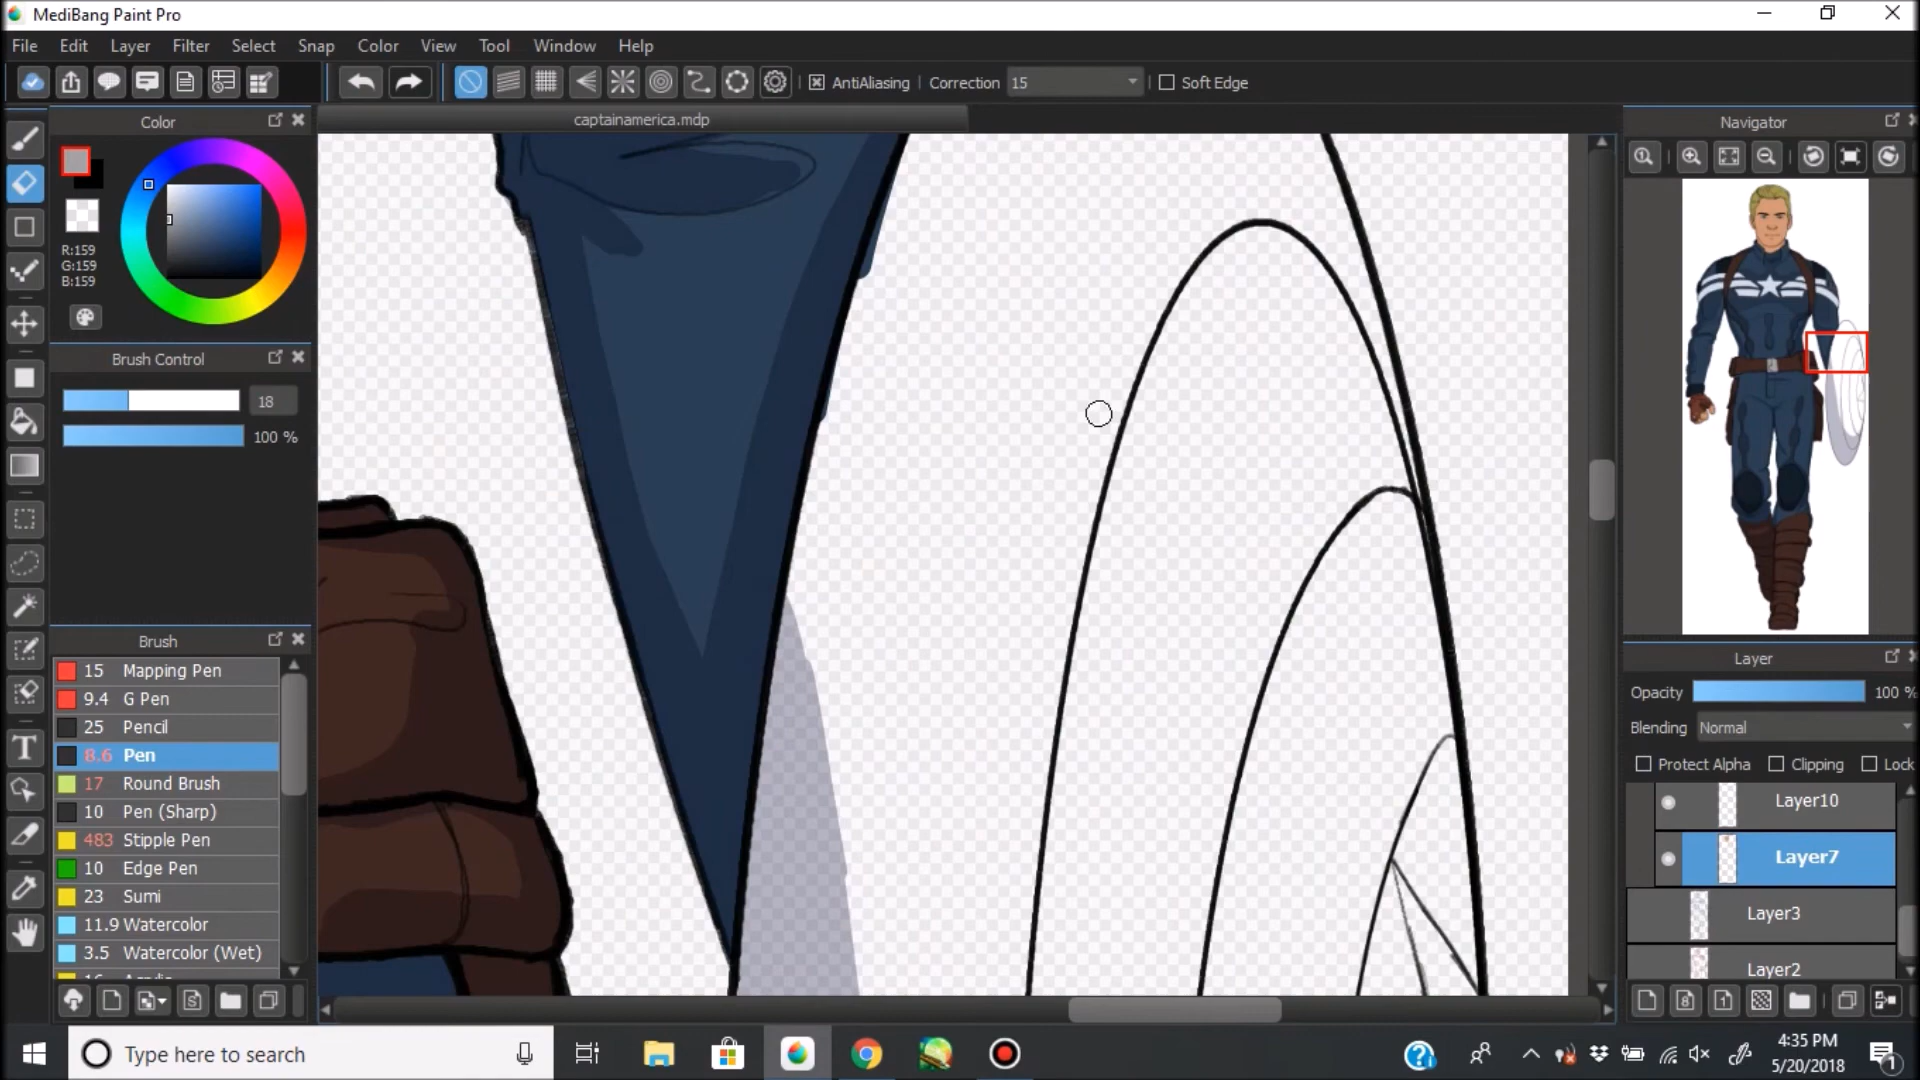 MediBang Paint Pro
File Edit Layer Filter Select Snap Color View Tool Window Help
AntiAliasing Correction 15 Soft Edge
Color
captainamerica.mdp
Navigator
R:159
G:159
B:159
Brush Control
18
100 %
Brush
15 Mapping Pen
9.4 G Pen
25 Pencil
8.6 Pen
17 Round Brush
10 Pen (Sharp)
483 Stipple Pen
10 Edge Pen
23 Sumi
11.9 Watercolor
3.5 Watercolor (Wet)
Layer
Opacity 100 %
Blending Normal
Protect Alpha Clipping Lock
Layer10
Layer7
Layer3
Layer2
Type here to search
4:35 PM
5/20/2018
1